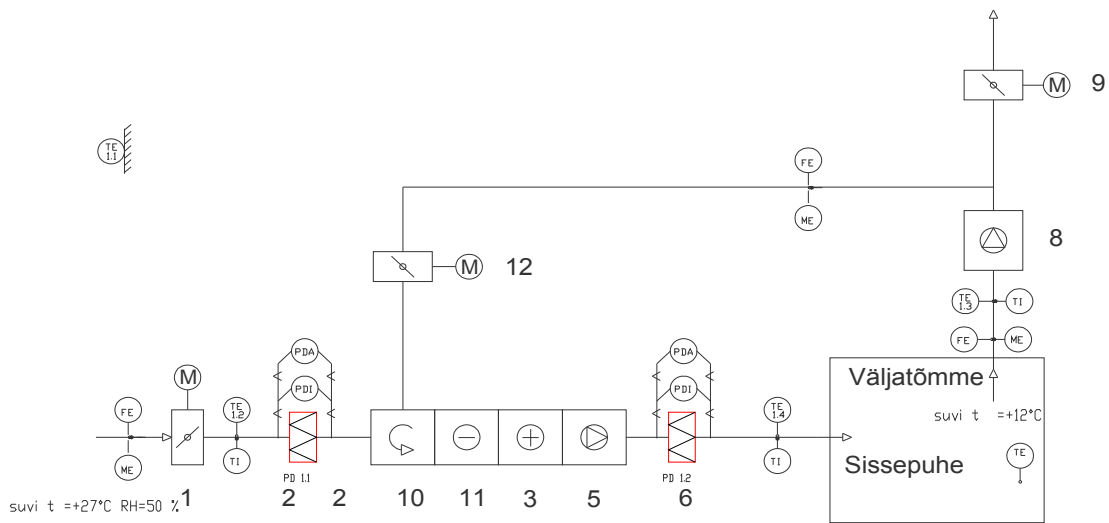 M 9
TE 1.1
FE
ME
8
M 12
TE 1.3 TI
FE ME
PDA PDA
M
PDI PDI
Väljatõmme
suvi t =+12°C
FE TE 1.2 TE 1.4
ME TI TI
Sissepuhe TE
PD 1.1 PD 1.2
suvi t =+27°C RH=50 %
1 2 2 10 11 3 5 6